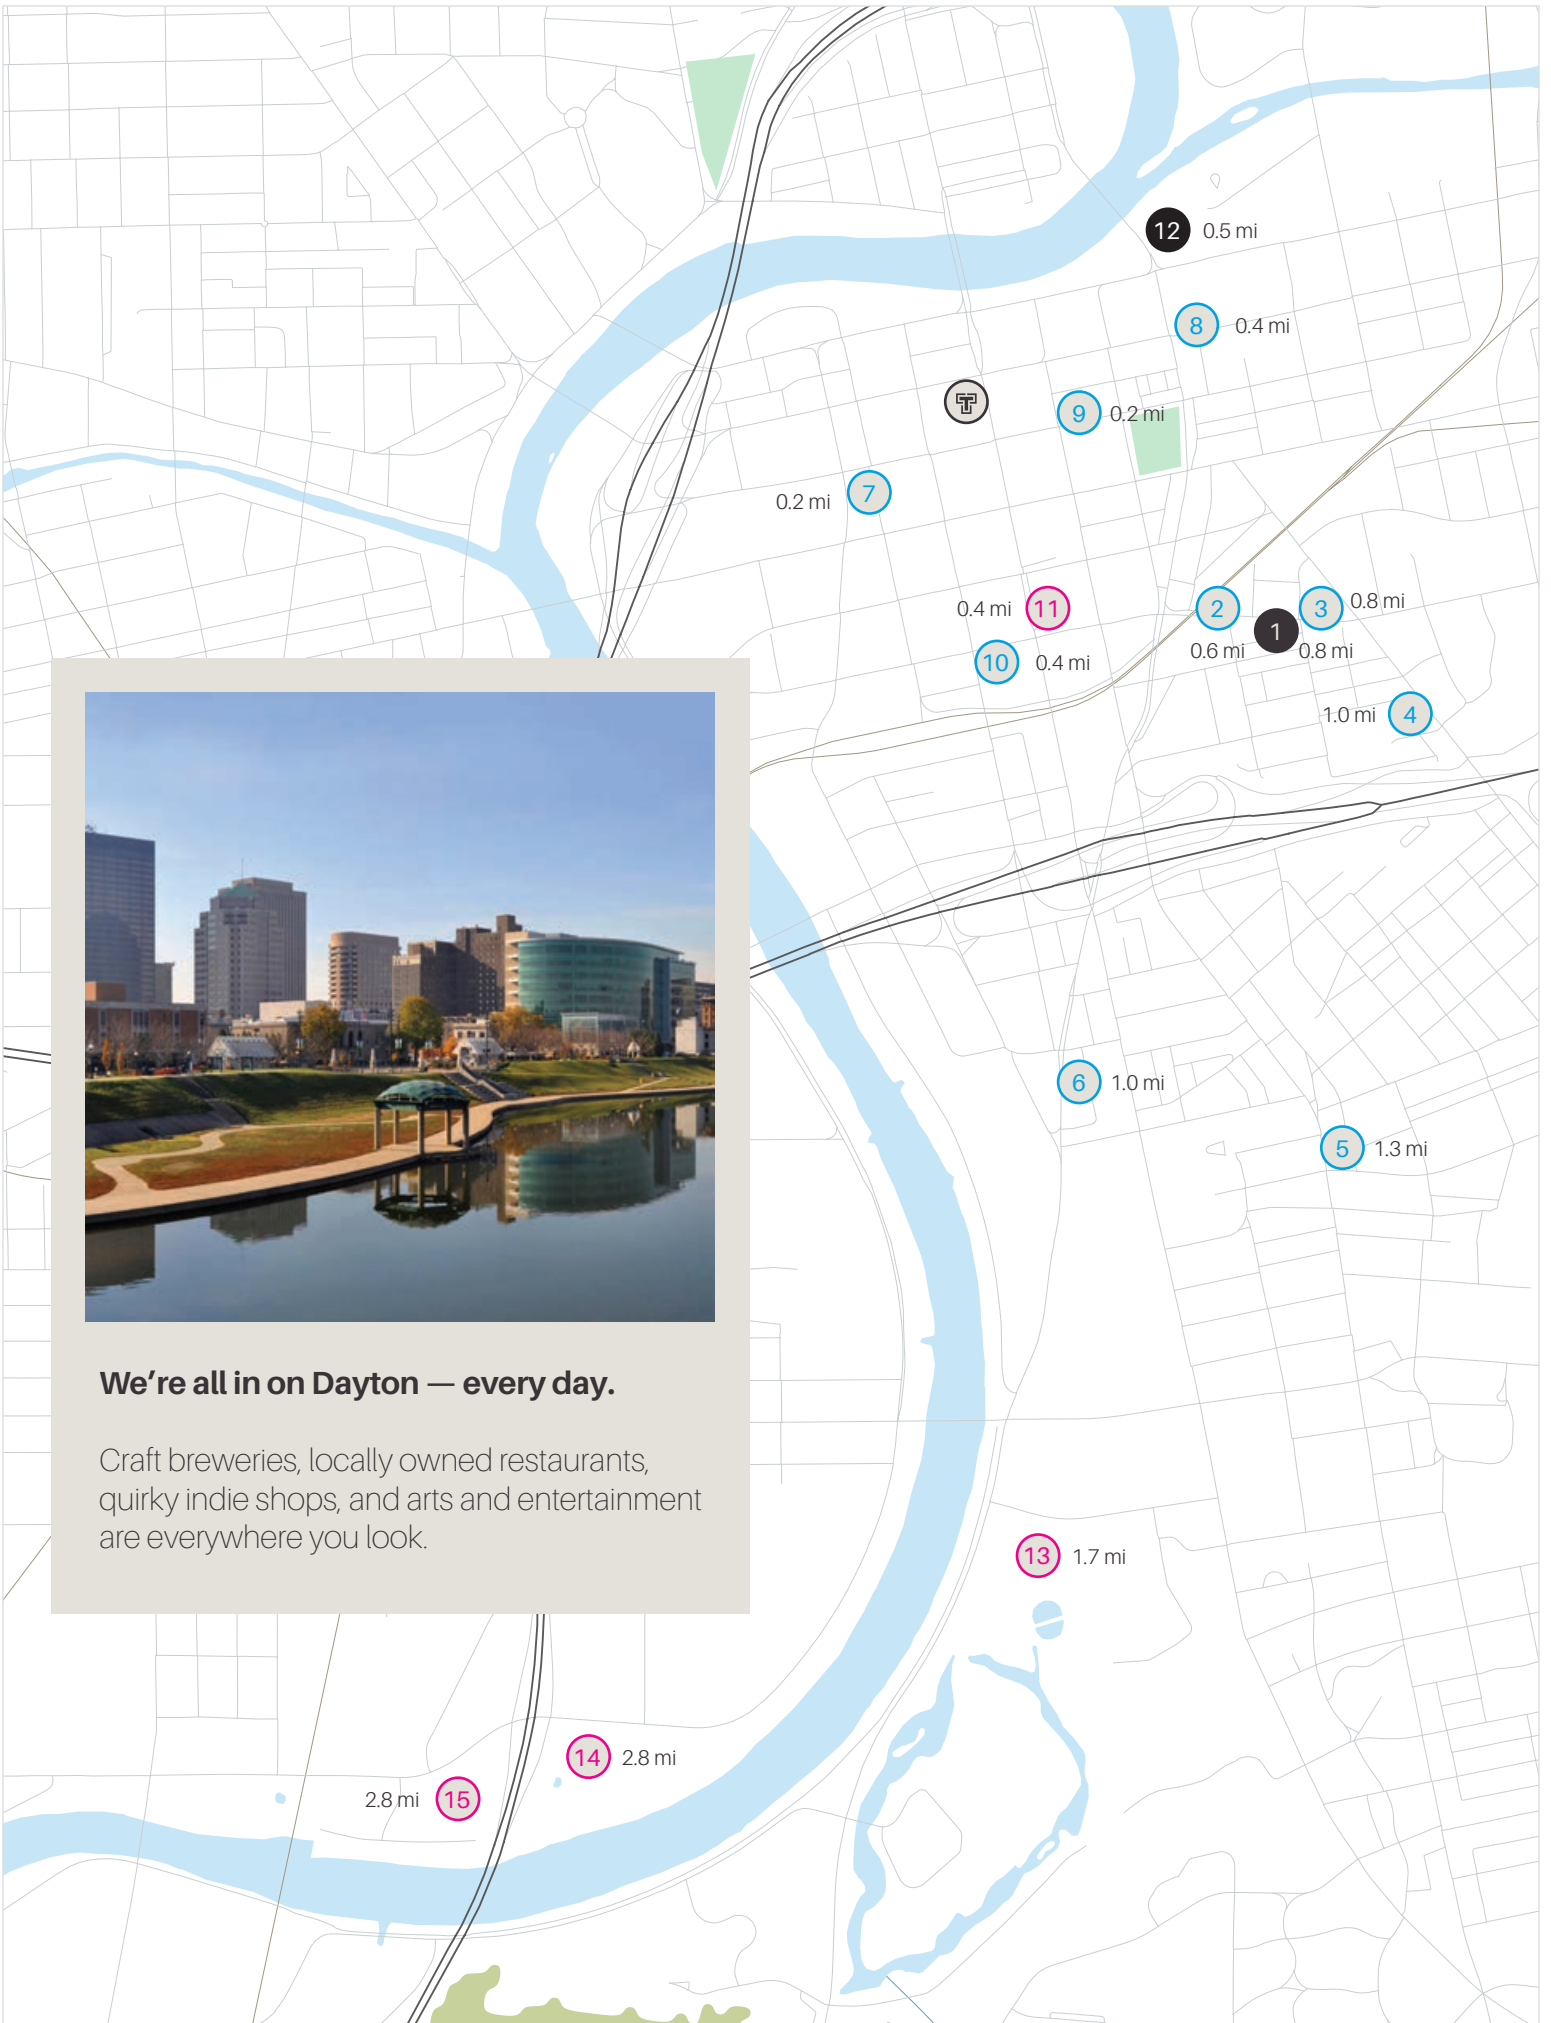 12 0.5 mi
8 0.4 mi
T
9 0.2 mi
7
0.2 mi
0.4 mi 11
2 3 0.8 mi
1
0.6 mi 0.8 mi
10 0.4 mi
1.0 mi 4
6 1.0 mi
5 1.3 mi
We’re all in on Dayton — every day.
Craft breweries, locally owned restaurants,
quirky indie shops, and arts and entertainment
are everywhere you look.
13 1.7 mi
14 2.8 mi
2.8 mi 15